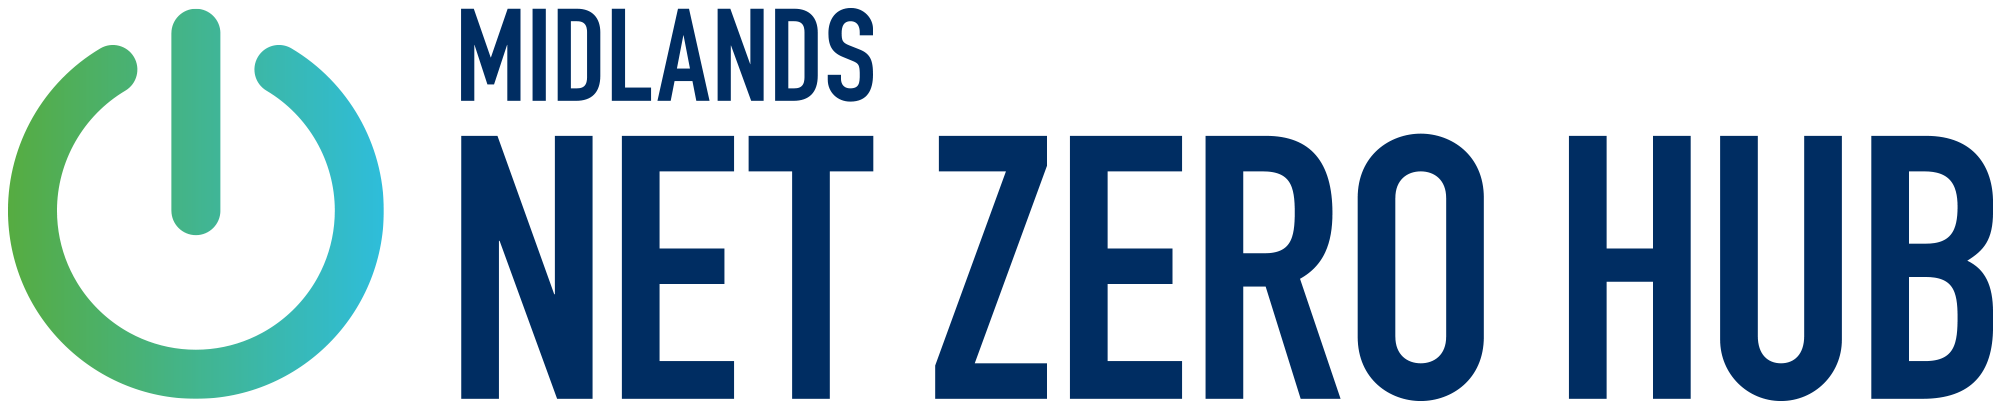 MIDLANDS
NET ZERO HUB